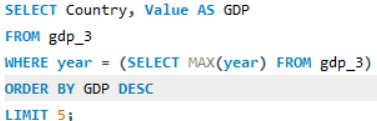 SELECT Country, Value AS GDP
FROM gdp_3
WHERE year = (SELECT MAX(year) FROM gdp_3)
ORDER BY GDP DESC
LIMIT 5;